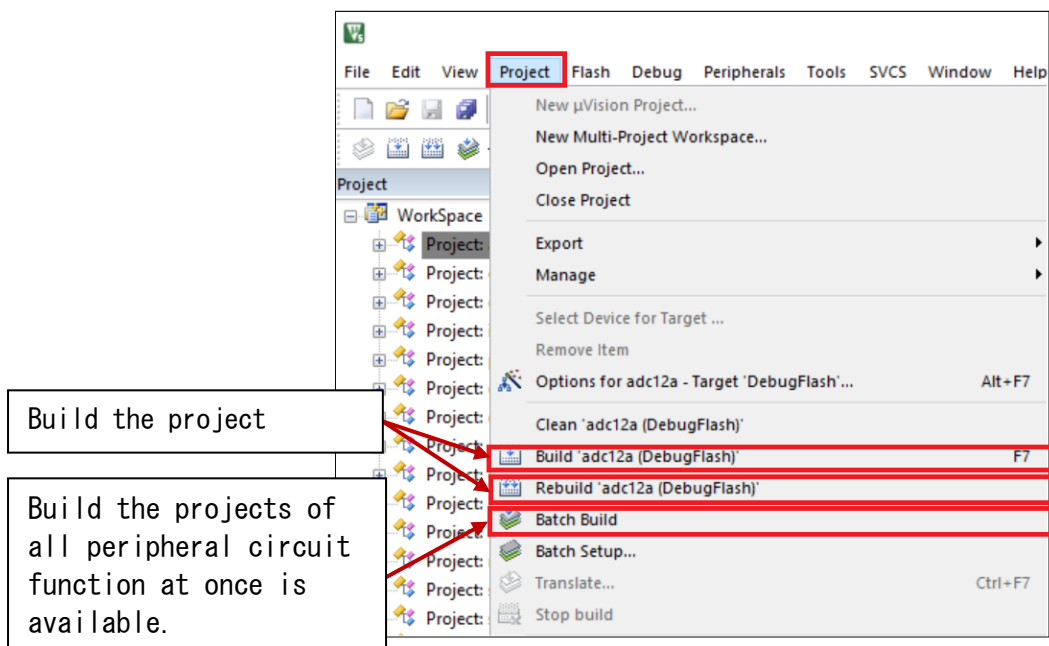 File Edit View Project Flash Debug Peripherals Tools SVCS Window Help
New µVision Project...
New Multi-Project Workspace...
Open Project...
Close Project
Export
Manage
Select Device for Target ...
Remove Item
Options for adc12a - Target 'DebugFlash'... Alt+F7
Clean 'adc12a (DebugFlash)'
Build 'adc12a (DebugFlash)' F7
Rebuild 'adc12a (DebugFlash)'
Batch Build
Batch Setup...
Translate... Ctrl+F7
Stop build
Project
WorkSpace
Project:
Project:
Project:
Project:
Project:
Project:
Project:
Project:
Project:
Project:
Project:
Project:
Project:
Project:
Build the project
Build the projects of
all peripheral circuit
function at once is
available.